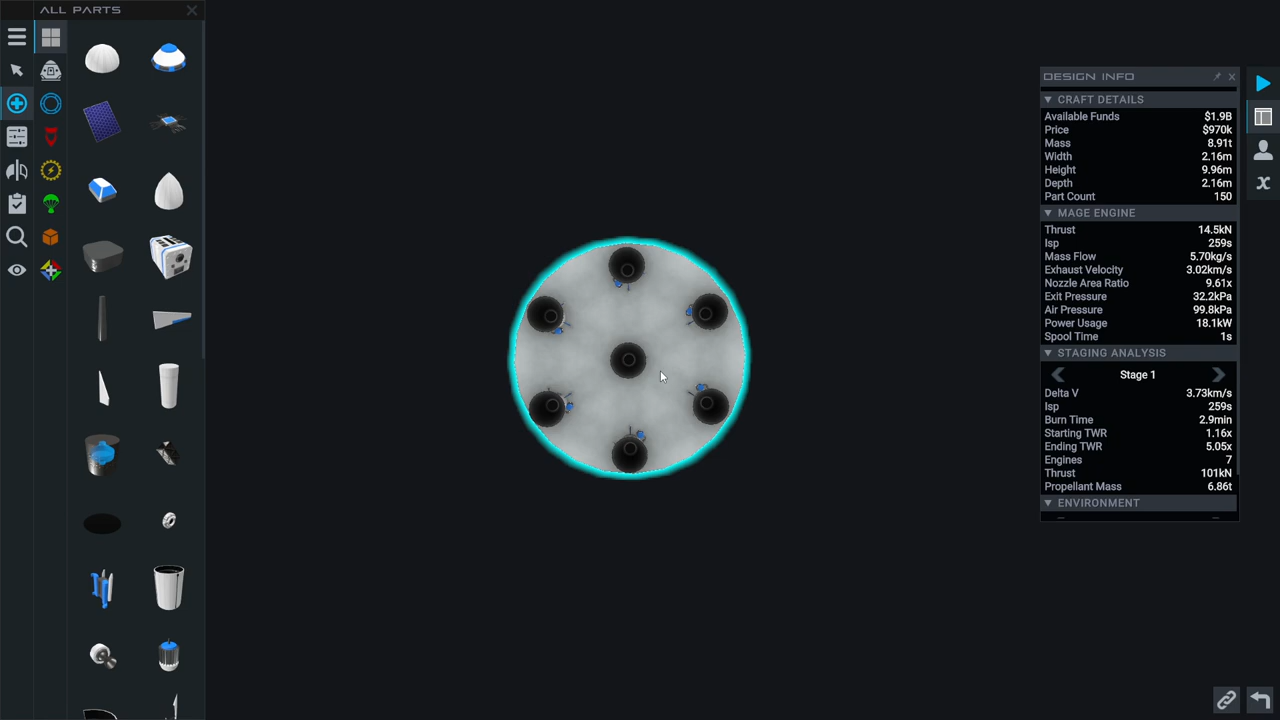 ALL PARTS
DESIGN INFO
CRAFT DETAILS
Available Funds $1.9B
Price $970k
Mass 8.91t
Width 2.16m
Height 9.96m
Depth 2.16m
Part Count 150
MAGE ENGINE
Thrust 14.5kN
Isp 259s
Mass Flow 5.70kg/s
Exhaust Velocity 3.02km/s
Nozzle Area Ratio 9.61x
Exit Pressure 32.2kPa
Air Pressure 99.8kPa
Power Usage 18.1kW
Spool Time 1s
STAGING ANALYSIS
Stage 1
Delta V 3.73km/s
Isp 259s
Burn Time 2.9min
Starting TWR 1.16x
Ending TWR 5.05x
Engines 7
Thrust 101kN
Propellant Mass 6.86t
ENVIRONMENT